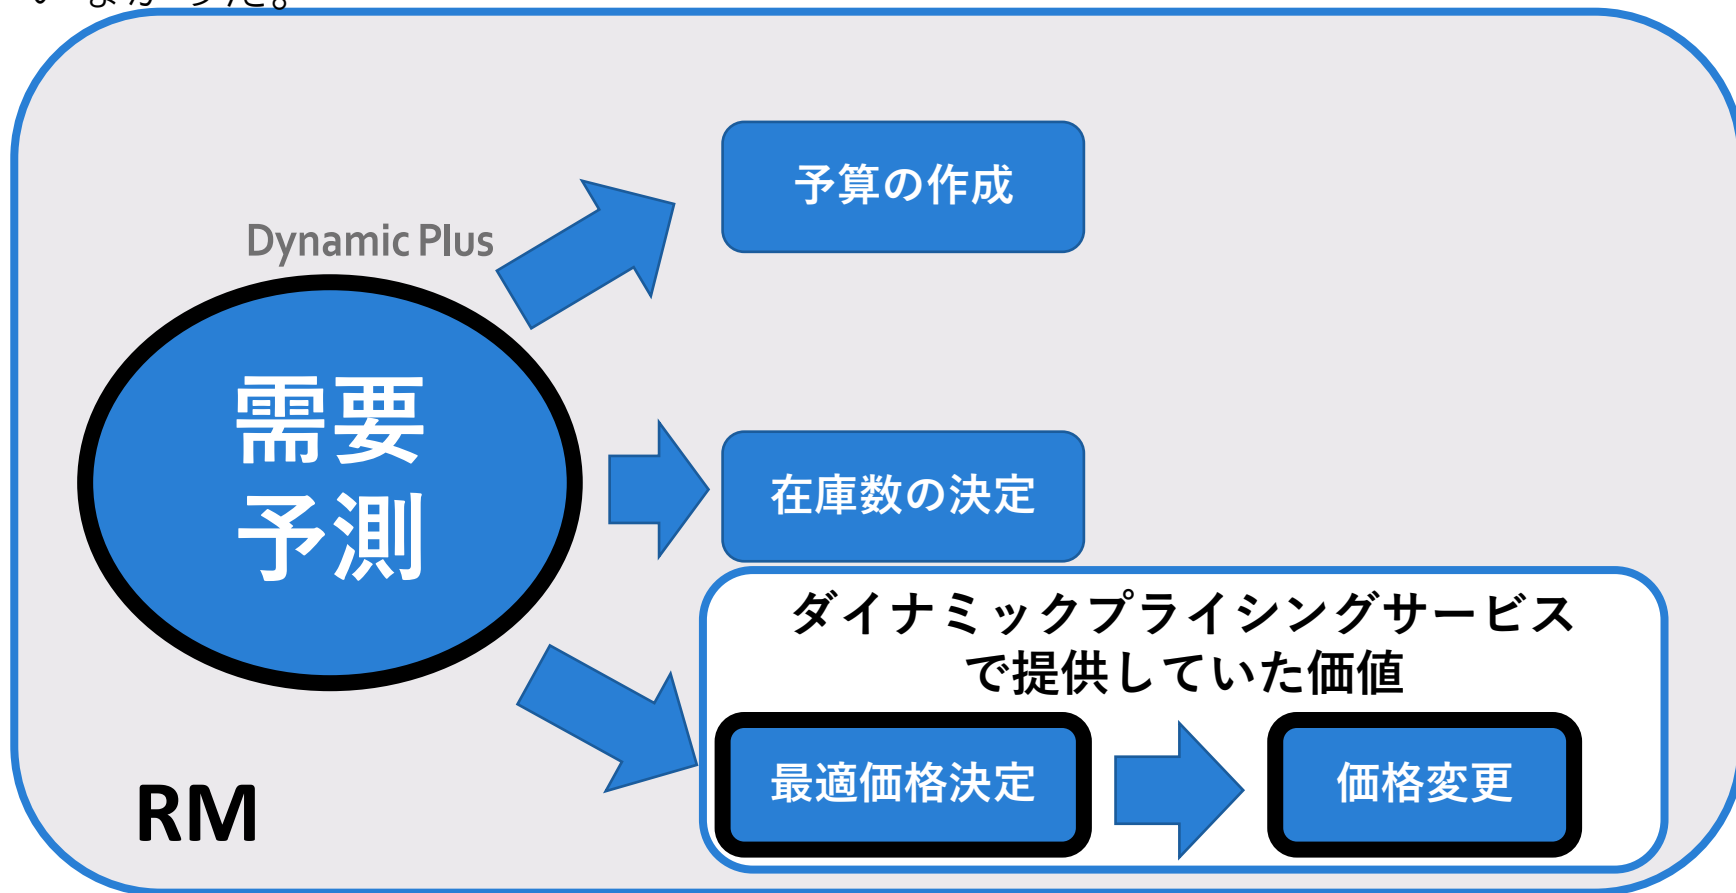 予算の作成
Dynamic Plus
需要
予測
在庫数の決定
ダイナミックプライシングサービス
で提供していた価値
最適価格決定
価格変更
RM